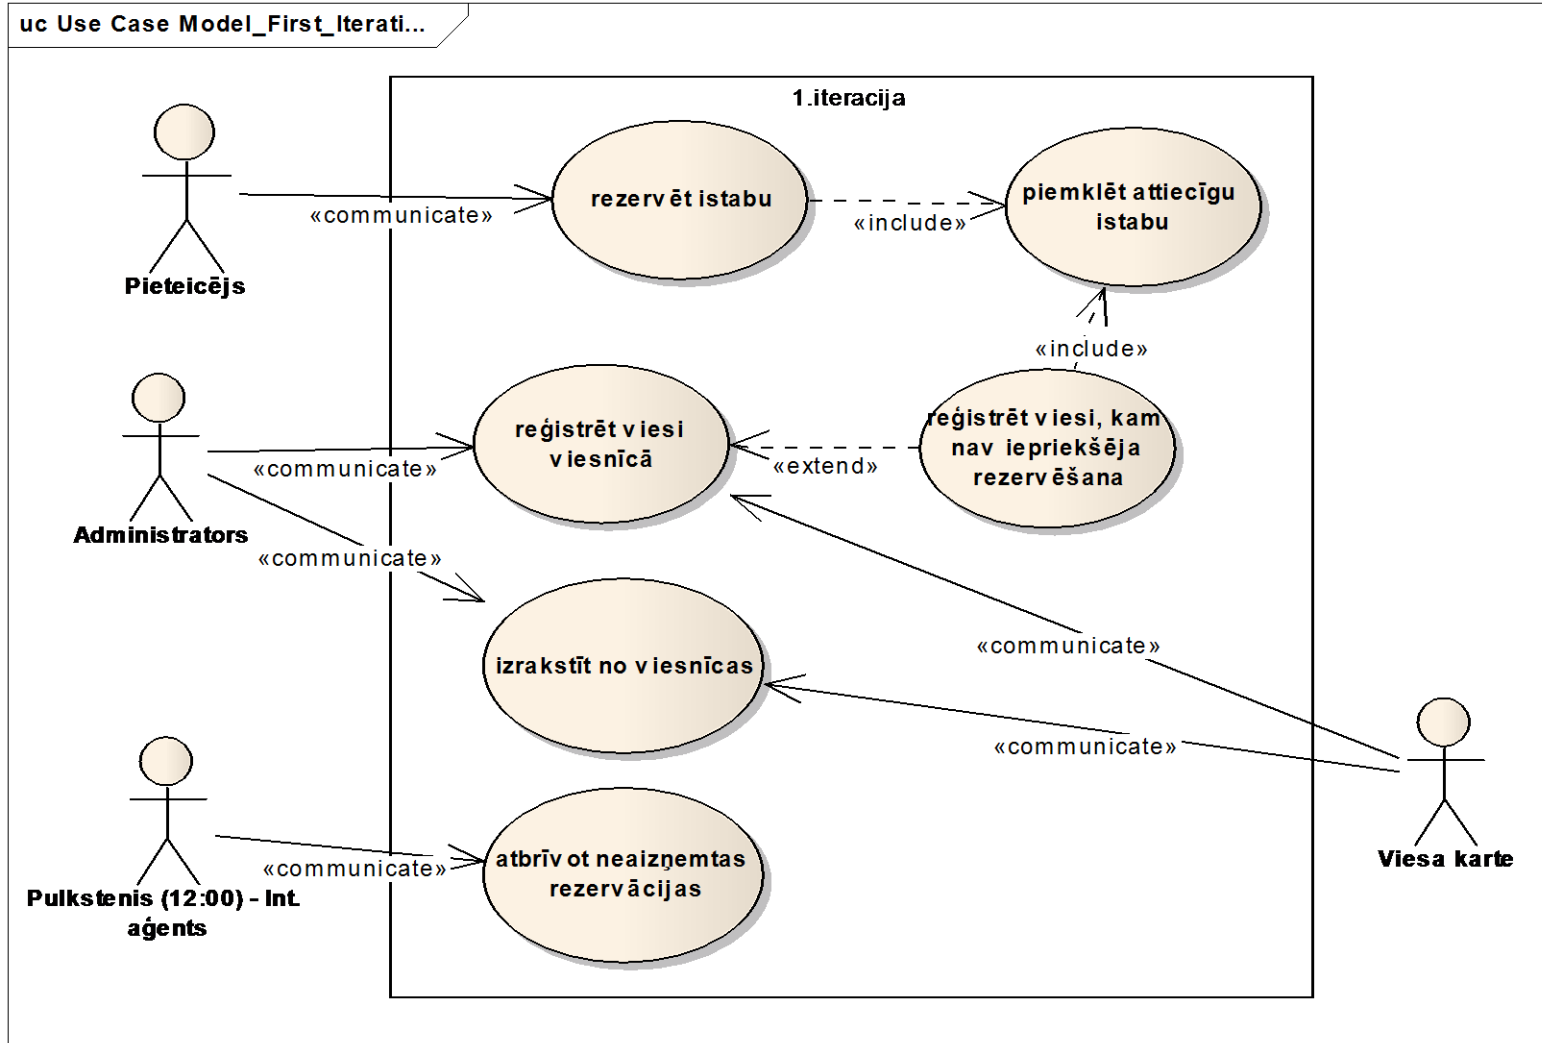 uc Use Case Model_First_Iterati...
1.iteracija
rezervēt istabu
piemklēt attiecīgu
istabu
«communicate»
«include»
Pieteicējs
«include»
reģistrēt viesi
viesnīcā
reģistrēt viesi, kam
nav iepriekšēja
rezervēšana
«communicate»
«extend»
Administrators
«communicate»
«communicate»
izrakstīt no viesnīcas
«communicate»
atbrīvot neaizņemtas
rezervācijas
«communicate»
Viesa karte
Pulkstenis (12:00) - Int.
aģents